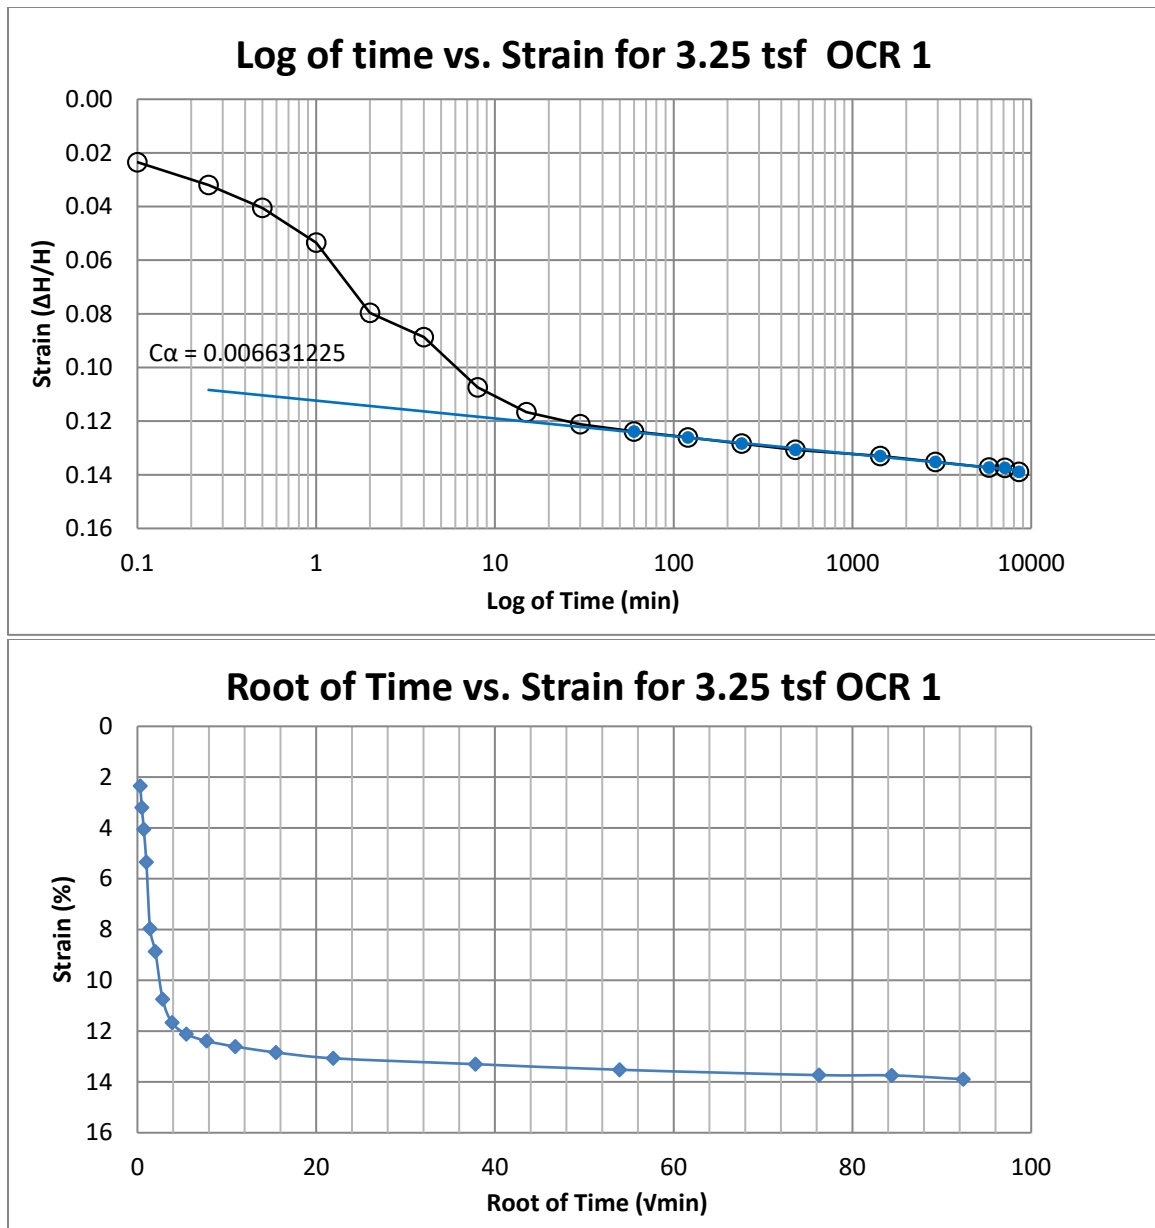 Log of time vs. Strain for 3.25 tsf  OCR 1
0.00
0.02
0.04
0.06
0.08
0.10
0.12
0.14
0.16
Strain (ΔH/H)
Cα = 0.006631225
0.1 1 10 100 1000 10000
Log of Time (min)
Root of Time vs. Strain for 3.25 tsf OCR 1
0
2
4
6
8
10
12
14
16
Strain (%)
0 20 40 60 80 100
Root of Time (√min)